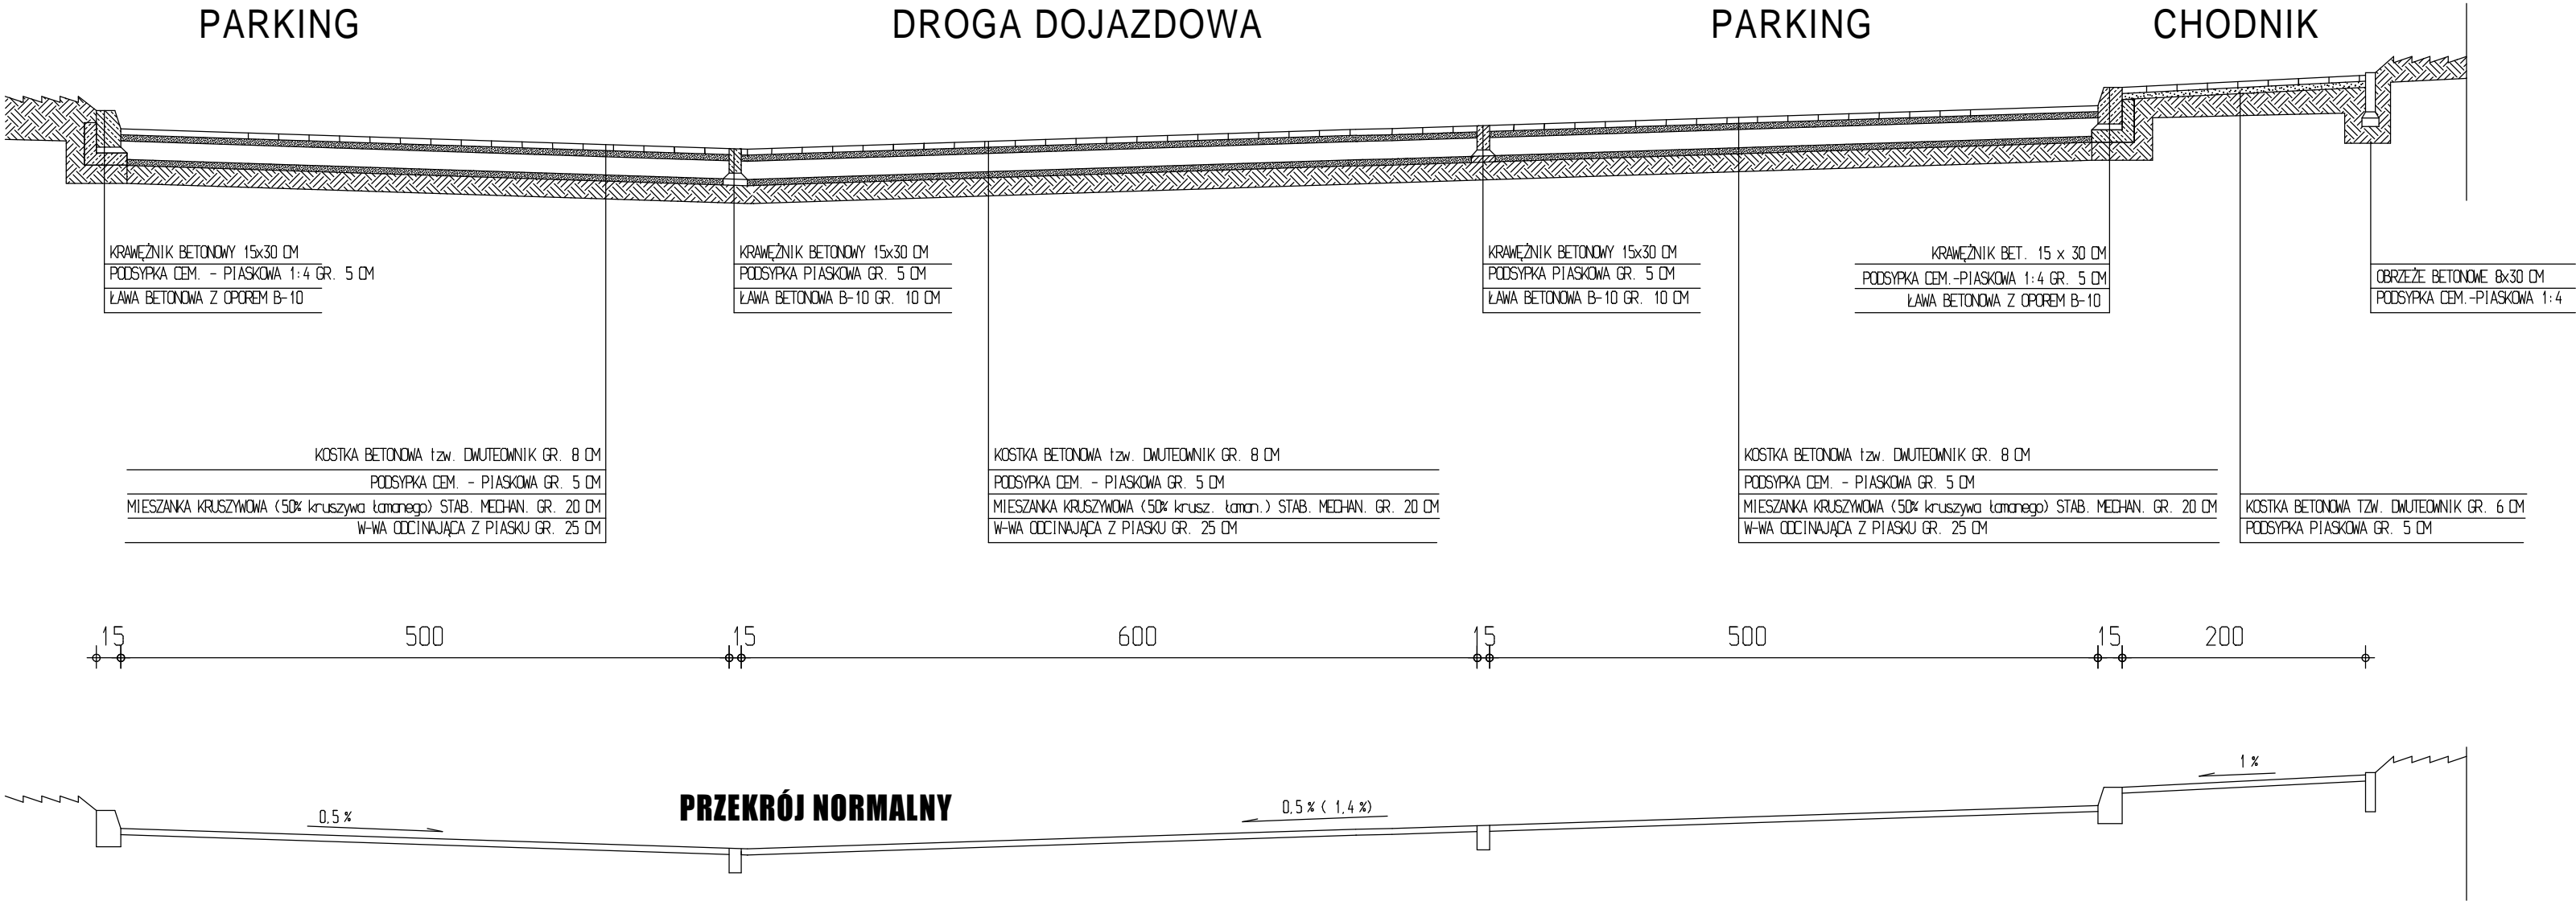 PARKING
DROGA DOJAZDOWA
PARKING
CHODNIK
KRAWĘŻNIK BETONOWY 15x30 CM
PODSYPKA CEM. - PIASKOWA 1:4 GR. 5 CM
ŁAWA BETONOWA Z OPOREM B-10
KRAWĘŻNIK BETONOWY 15x30 CM
PODSYPKA PIASKOWA GR. 5 CM
ŁAWA BETONOWA B-10 GR. 10 CM
KRAWĘŻNIK BETONOWY 15x30 CM
PODSYPKA PIASKOWA GR. 5 CM
ŁAWA BETONOWA B-10 GR. 10 CM
KRAWĘŻNIK BET. 15 x 30 CM
PODSYPKA CEM.-PIASKOWA 1:4 GR. 5 CM
ŁAWA BETONOWA Z OPOREM B-10
OBRZEŻE BETONOWE 8x30 CM
PODSYPKA CEM.-PIASKOWA 1:4
KOSTKA BETONOWA tzw. DWUTEOWNIK GR. 8 CM
PODSYPKA CEM. - PIASKOWA GR. 5 CM
MIESZANKA KRUSZYWOWA (50% kruszywa łamanego) STAB. MECHAN. GR. 20 CM
W-WA ODCINAJĄCA Z PIASKU GR. 25 CM
KOSTKA BETONOWA tzw. DWUTEOWNIK GR. 8 CM
PODSYPKA CEM. - PIASKOWA GR. 5 CM
MIESZANKA KRUSZYWOWA (50% krusz. łaman.) STAB. MECHAN. GR. 20 CM
W-WA ODCINAJĄCA Z PIASKU GR. 25 CM
KOSTKA BETONOWA tzw. DWUTEOWNIK GR. 8 CM
PODSYPKA CEM. - PIASKOWA GR. 5 CM
MIESZANKA KRUSZYWOWA (50% kruszywa łamanego) STAB. MECHAN. GR. 20 CM
W-WA ODCINAJĄCA Z PIASKU GR. 25 CM
KOSTKA BETONOWA TZW. DWUTEOWNIK GR. 6 CM
PODSYPKA PIASKOWA GR. 5 CM
15 500 15 600 15 500 15 200
0,5 %
PRZEKRÓJ NORMALNY
0,5 % ( 1,4 %)
1 %